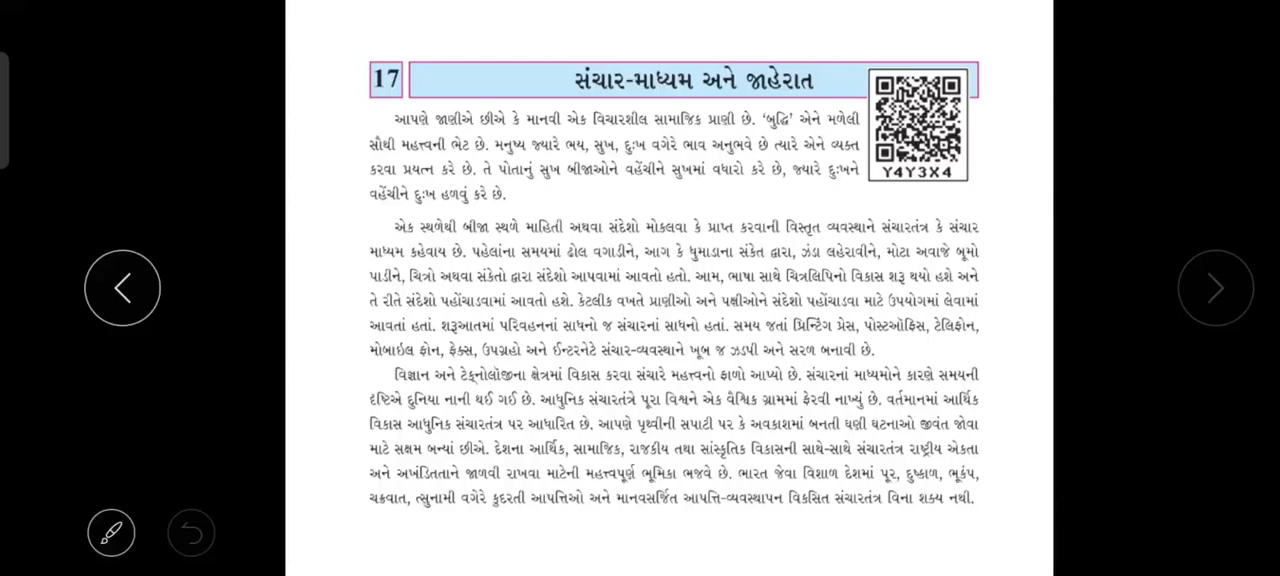 17
સંચાર-માધ્યમ અને જાહેરાત
આપણે જાણીએ છીએ કે માનવી એક વિચારશીલ સામાજિક પ્રાણી છે. ‘બુદ્ધિ’ એને મળેલી
સૌથી મહત્ત્વની ભેટ છે. મનુષ્ય જ્યારે ભય, સુખ, દુઃખ વગેરે ભાવ અનુભવે છે ત્યારે એને વ્યક્ત
કરવા પ્રયત્ન કરે છે. તે પોતાનું સુખ બીજાઓને વહેંચીને સુખમાં વધારો કરે છે, જ્યારે દુઃખને
વહેંચીને દુઃખ હળવું કરે છે.
Y4Y3X4
એક સ્થળેથી બીજા સ્થળે માહિતી અથવા સંદેશો મોકલવા કે પ્રાપ્ત કરવાની વિસ્તૃત વ્યવસ્થાને સંચારતંત્ર કે સંચાર
માધ્યમ કહેવાય છે. પહેલાંના સમયમાં ઢોલ વગાડીને, આગ કે ધુમાડાના સંકેત દ્વારા, ઝંડા લહેરાવીને, મોટા અવાજે બૂમો
પાડીને, ચિત્રો અથવા સંકેતો દ્વારા સંદેશો આપવામાં આવતો હતો. આમ, ભાષા સાથે ચિત્રલિપિનો વિકાસ શરૂ થયો હશે અને
તે રીતે સંદેશો પહોંચાડવામાં આવતો હશે. કેટલીક વખતે પ્રાણીઓ અને પક્ષીઓને સંદેશો પહોંચાડવા માટે ઉપયોગમાં લેવામાં
આવતાં હતાં. શરૂઆતમાં પરિવહનનાં સાધનો જ સંચારનાં સાધનો હતાં. સમય જતાં પ્રિન્ટિંગ પ્રેસ, પોસ્ટઑફિસ, ટેલિફોન,
મોબાઇલ ફોન, ફેક્સ, ઉપગ્રહો અને ઈન્ટરનેટે સંચાર-વ્યવસ્થાને ખૂબ જ ઝડપી અને સરળ બનાવી છે.
વિજ્ઞાન અને ટેક્નોલૉજીના ક્ષેત્રમાં વિકાસ કરવા સંચારે મહત્ત્વનો ફાળો આપ્યો છે. સંચારનાં માધ્યમોને કારણે સમયની
દૃષ્ટિએ દુનિયા નાની થઈ ગઈ છે. આધુનિક સંચારતંત્રે પૂરા વિશ્વને એક વૈશ્વિક ગ્રામમાં ફેરવી નાખ્યું છે. વર્તમાનમાં આર્થિક
વિકાસ આધુનિક સંચારતંત્ર પર આધારિત છે. આપણે પૃથ્વીની સપાટી પર કે અવકાશમાં બનતી ઘણી ઘટનાઓ જીવંત જોવા
માટે સક્ષમ બન્યાં છીએ. દેશના આર્થિક, સામાજિક, રાજકીય તથા સાંસ્કૃતિક વિકાસની સાથે-સાથે સંચારતંત્ર રાષ્ટ્રીય એકતા
અને અખંડિતતાને જાળવી રાખવા માટેની મહત્ત્વપૂર્ણ ભૂમિકા ભજવે છે. ભારત જેવા વિશાળ દેશમાં પૂર, દુષ્કાળ, ભૂકંપ,
ચક્રવાત, ત્સુનામી વગેરે કુદરતી આપત્તિઓ અને માનવસર્જિત આપત્તિ-વ્યવસ્થાપન વિકસિત સંચારતંત્ર વિના શક્ય નથી.